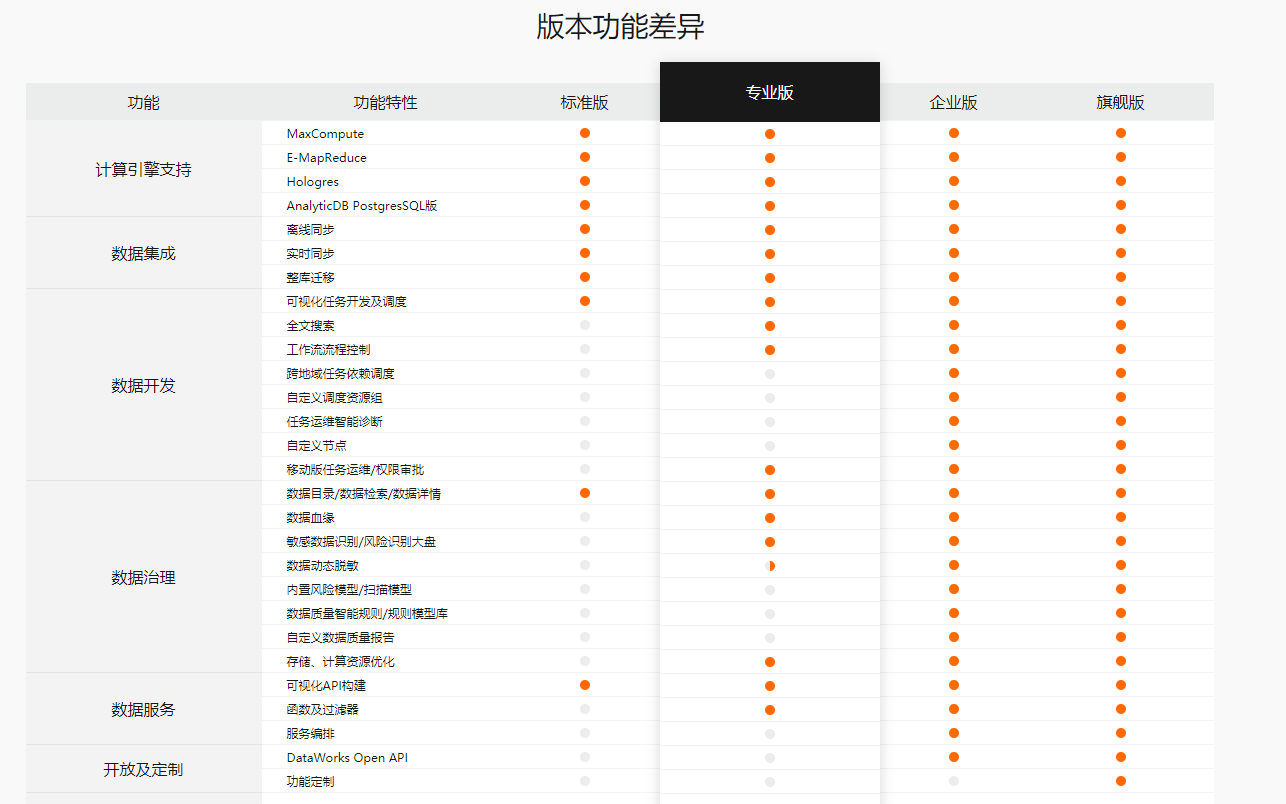 版本功能差异
功能 功能特性 标准版 专业版 企业版 旗舰版
计算引擎支持
MaxCompute
E-MapReduce
Hologres
AnalyticDB PostgresSQL版
数据集成
离线同步
实时同步
整库迁移
数据开发
可视化任务开发及调度
全文搜索
工作流流程控制
跨地域任务依赖调度
自定义调度资源组
任务运维智能诊断
自定义节点
移动版任务运维/权限审批
数据治理
数据目录/数据检索/数据详情
数据血缘
敏感数据识别/风险识别大盘
数据动态脱敏
内置风险模型/扫描模型
数据质量智能规则/规则模型库
自定义数据质量报告
存储、计算资源优化
数据服务
可视化API构建
函数及过滤器
服务编排
开放及定制
DataWorks Open API
功能定制